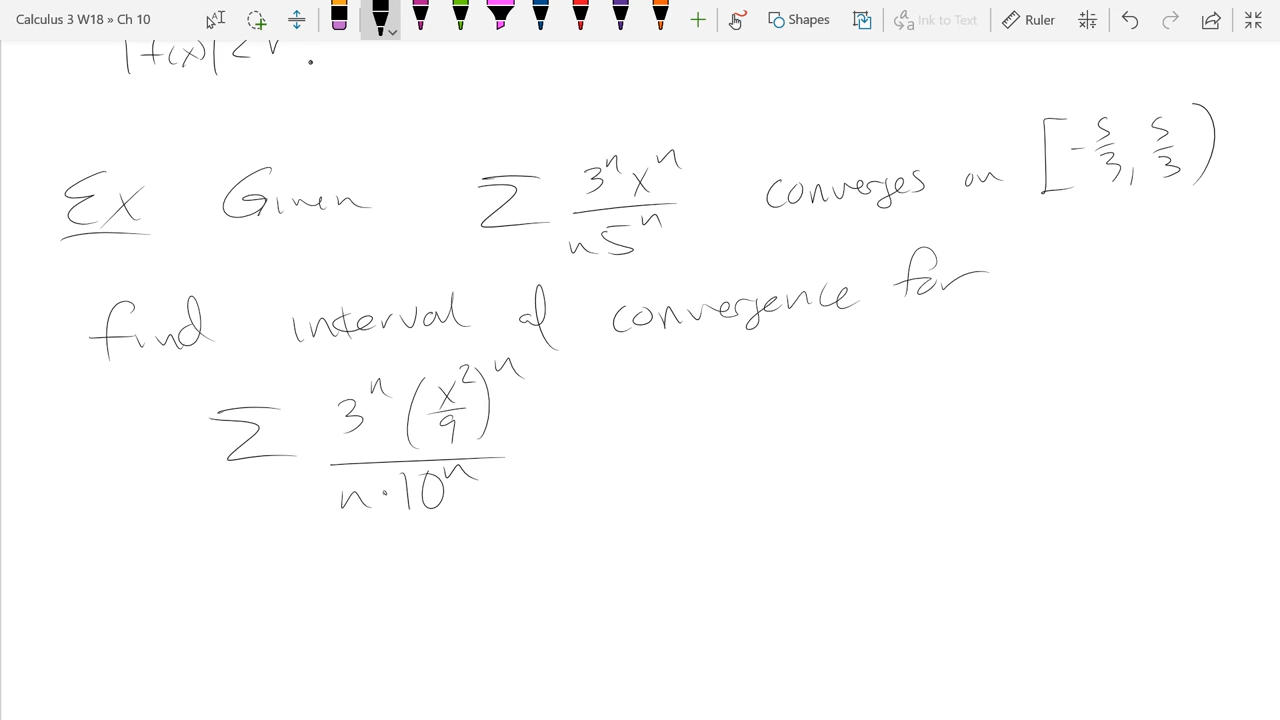 Calculus 3 W18 » Ch 10
Shapes
Ink to Text
Ruler
|f(x)| < r.
Ex Given ∑ 3ⁿxⁿ / n5ⁿ converges on [-5/3, 5/3)
find interval of convergence for
∑ 3ⁿ(x²/9)ⁿ / n·10ⁿ